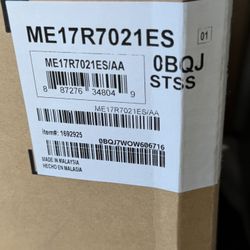 ME17R7021ES
01
ME17R7021ES/AA
0BQJ
STSS
8 87276 34804 9
ME17R7021ES/AA
Item#: 1692925
0BQJ7WOW606716
MADE IN MALAYSIA
HECHO EN MALASIA